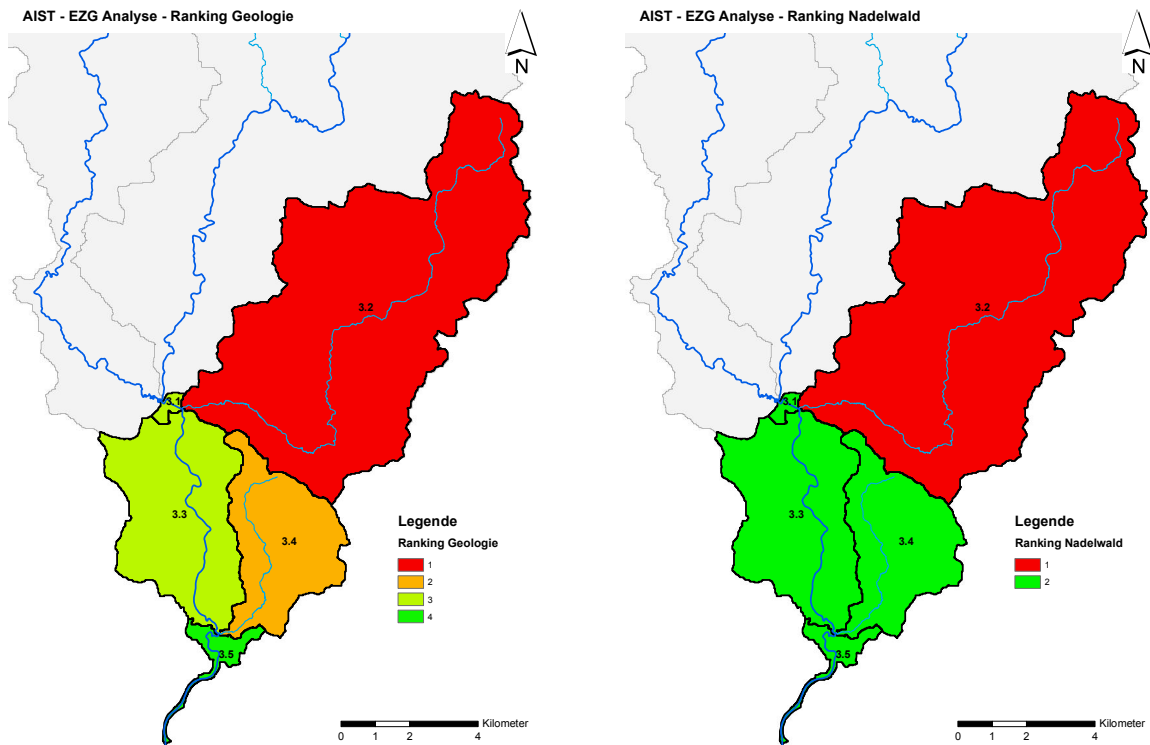 AIST - EZG Analyse - Ranking Geologie
N
3.2
3.1
3.3
3.4
3.5
Legende
Ranking Geologie
1
2
3
4
Kilometer
0 1 2 4
AIST - EZG Analyse - Ranking Nadelwald
N
3.2
3.1
3.3
3.4
3.5
Legende
Ranking Nadelwald
1
2
Kilometer
0 1 2 4